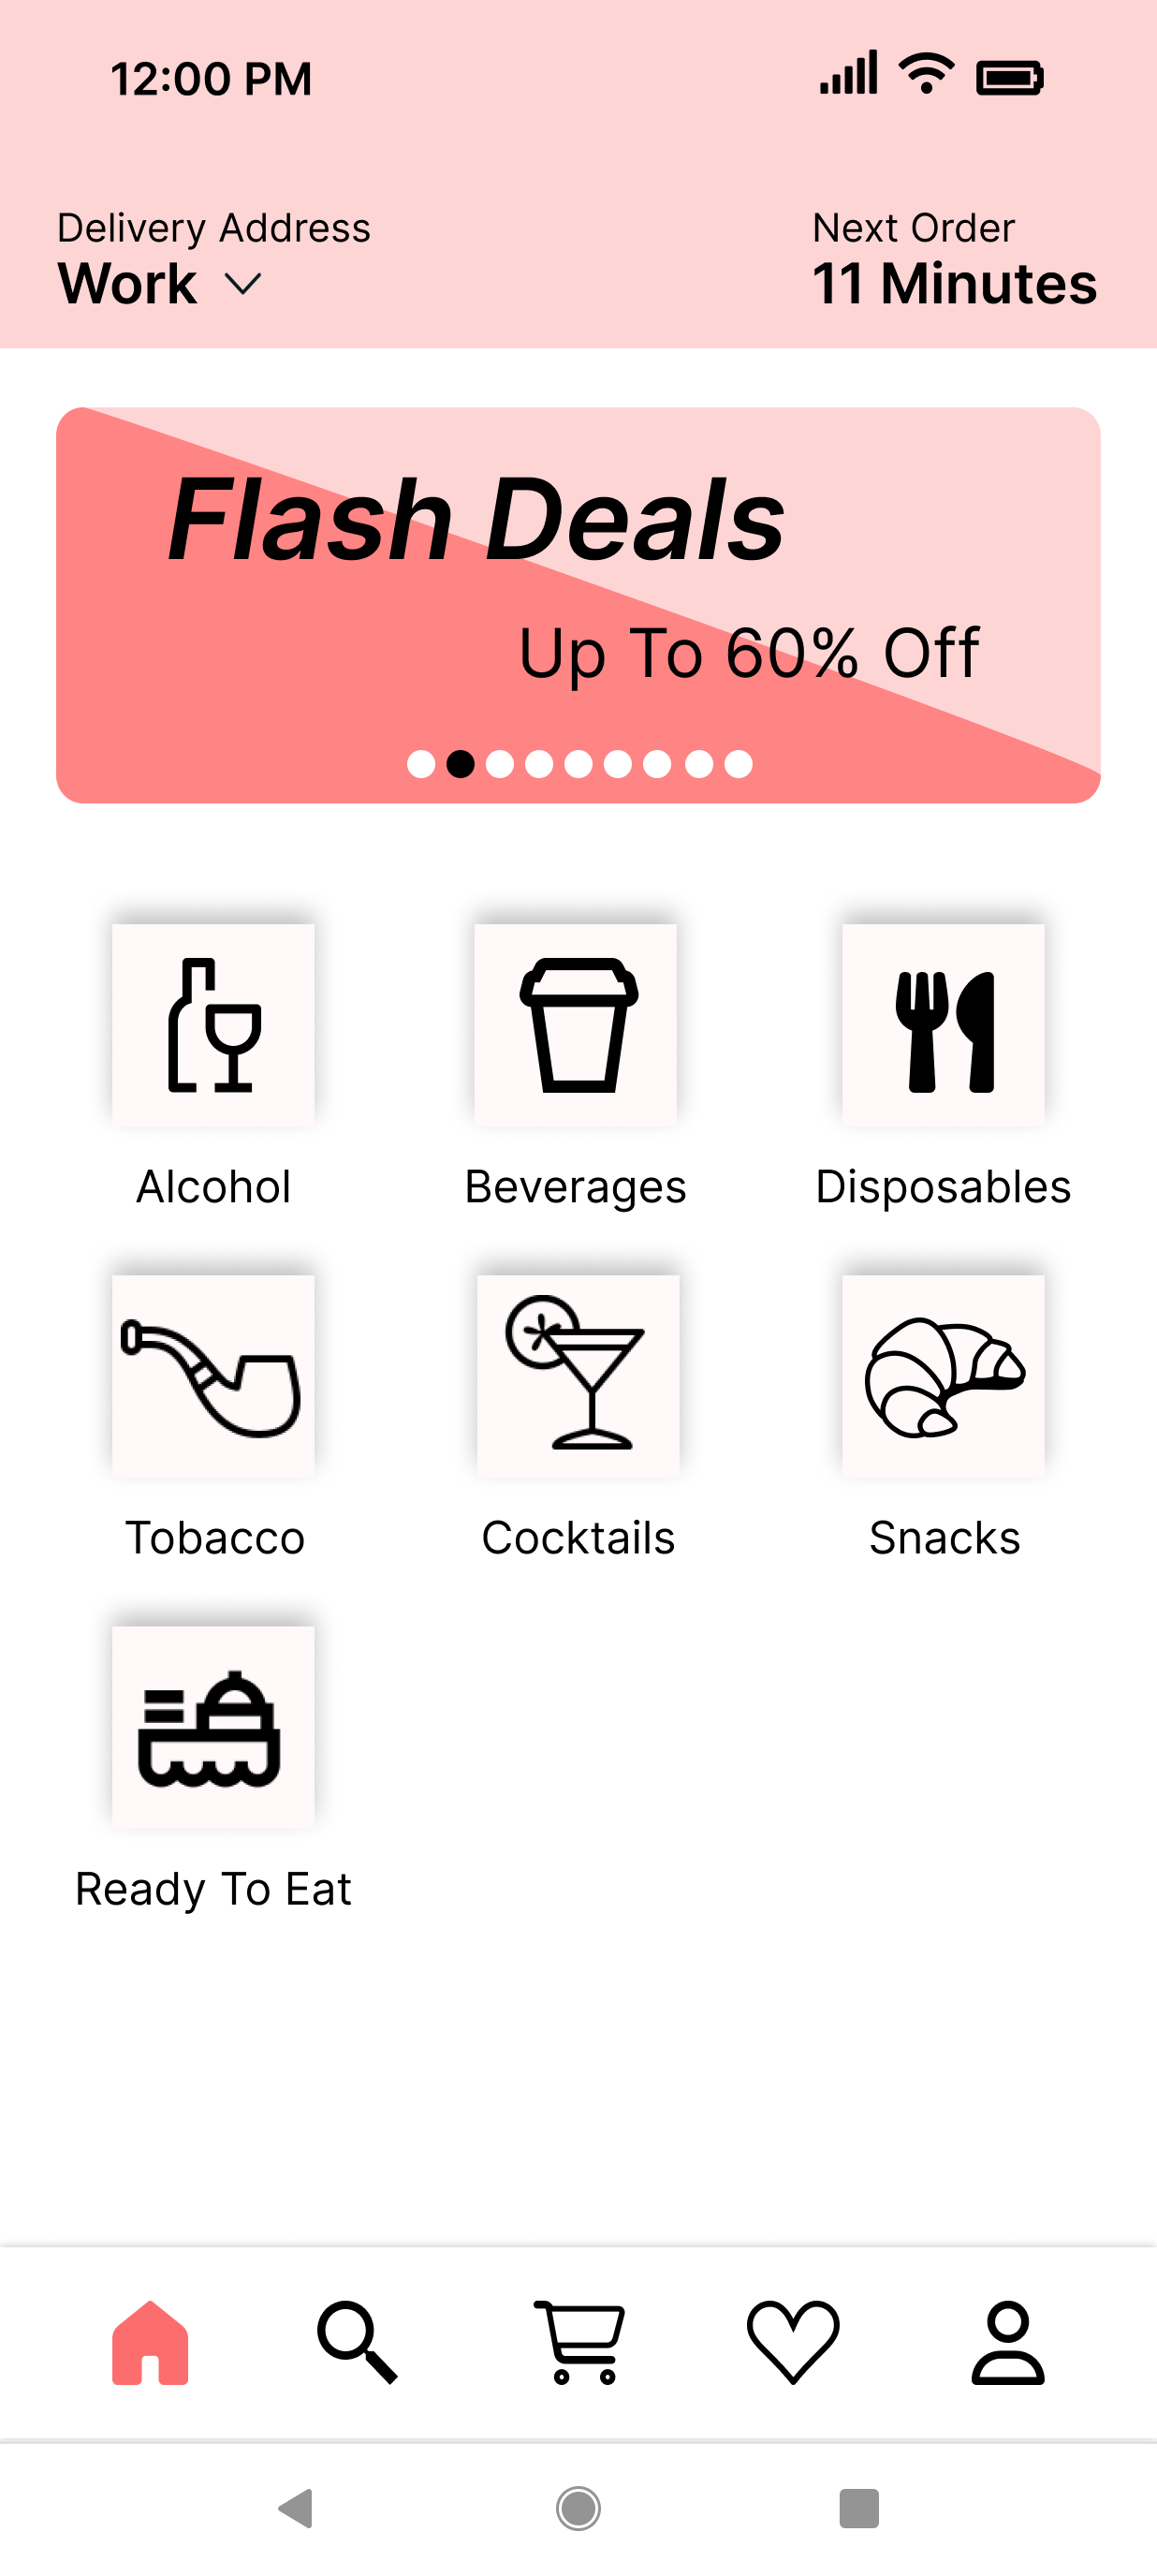 12:00 PM
Delivery Address
Next Order
Work
11 Minutes
Flash Deals
Up To 60% Off
Alcohol
Beverages
Disposables
Tobacco
Cocktails
Snacks
Ready To Eat